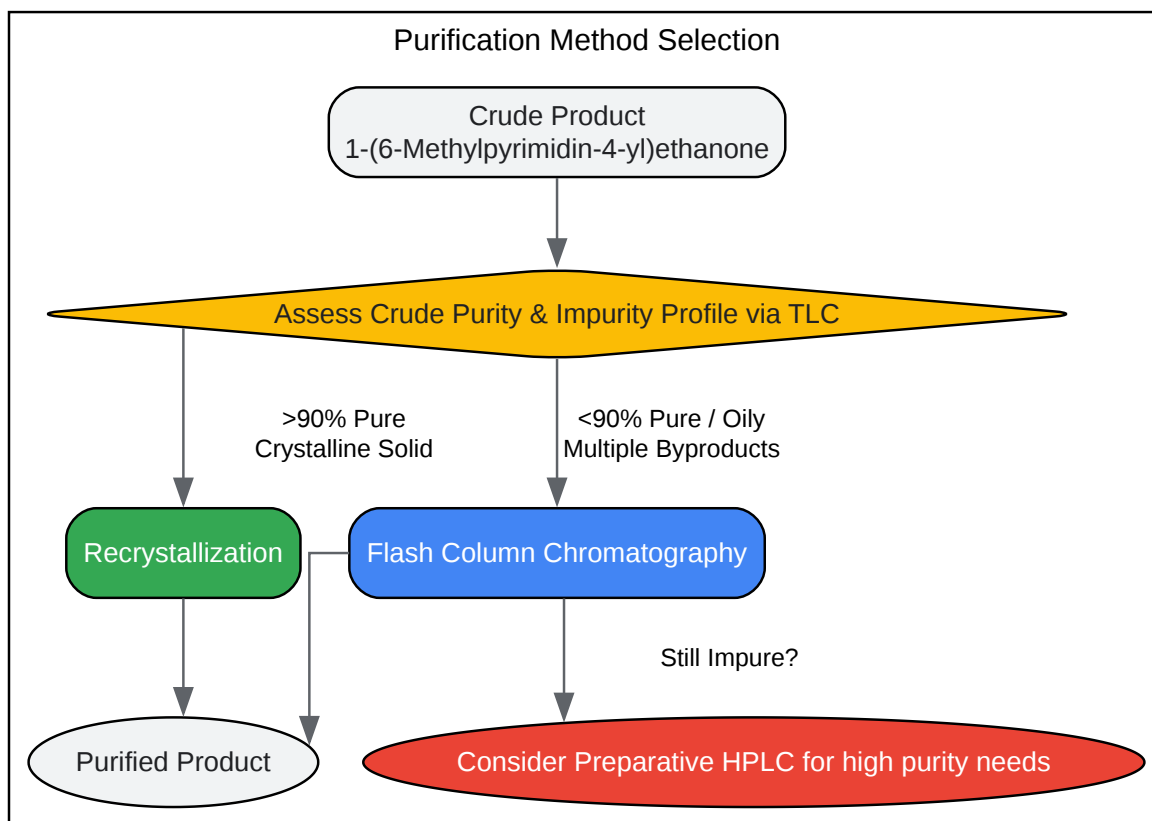 Purification Method Selection
Crude Product
1-(6-Methylpyrimidin-4-yl)ethanone
Assess Crude Purity & Impurity Profile via TLC
>90% Pure
Crystalline Solid
<90% Pure / Oily
Multiple Byproducts
Recrystallization
Flash Column Chromatography
Still Impure?
Purified Product
Consider Preparative HPLC for high purity needs